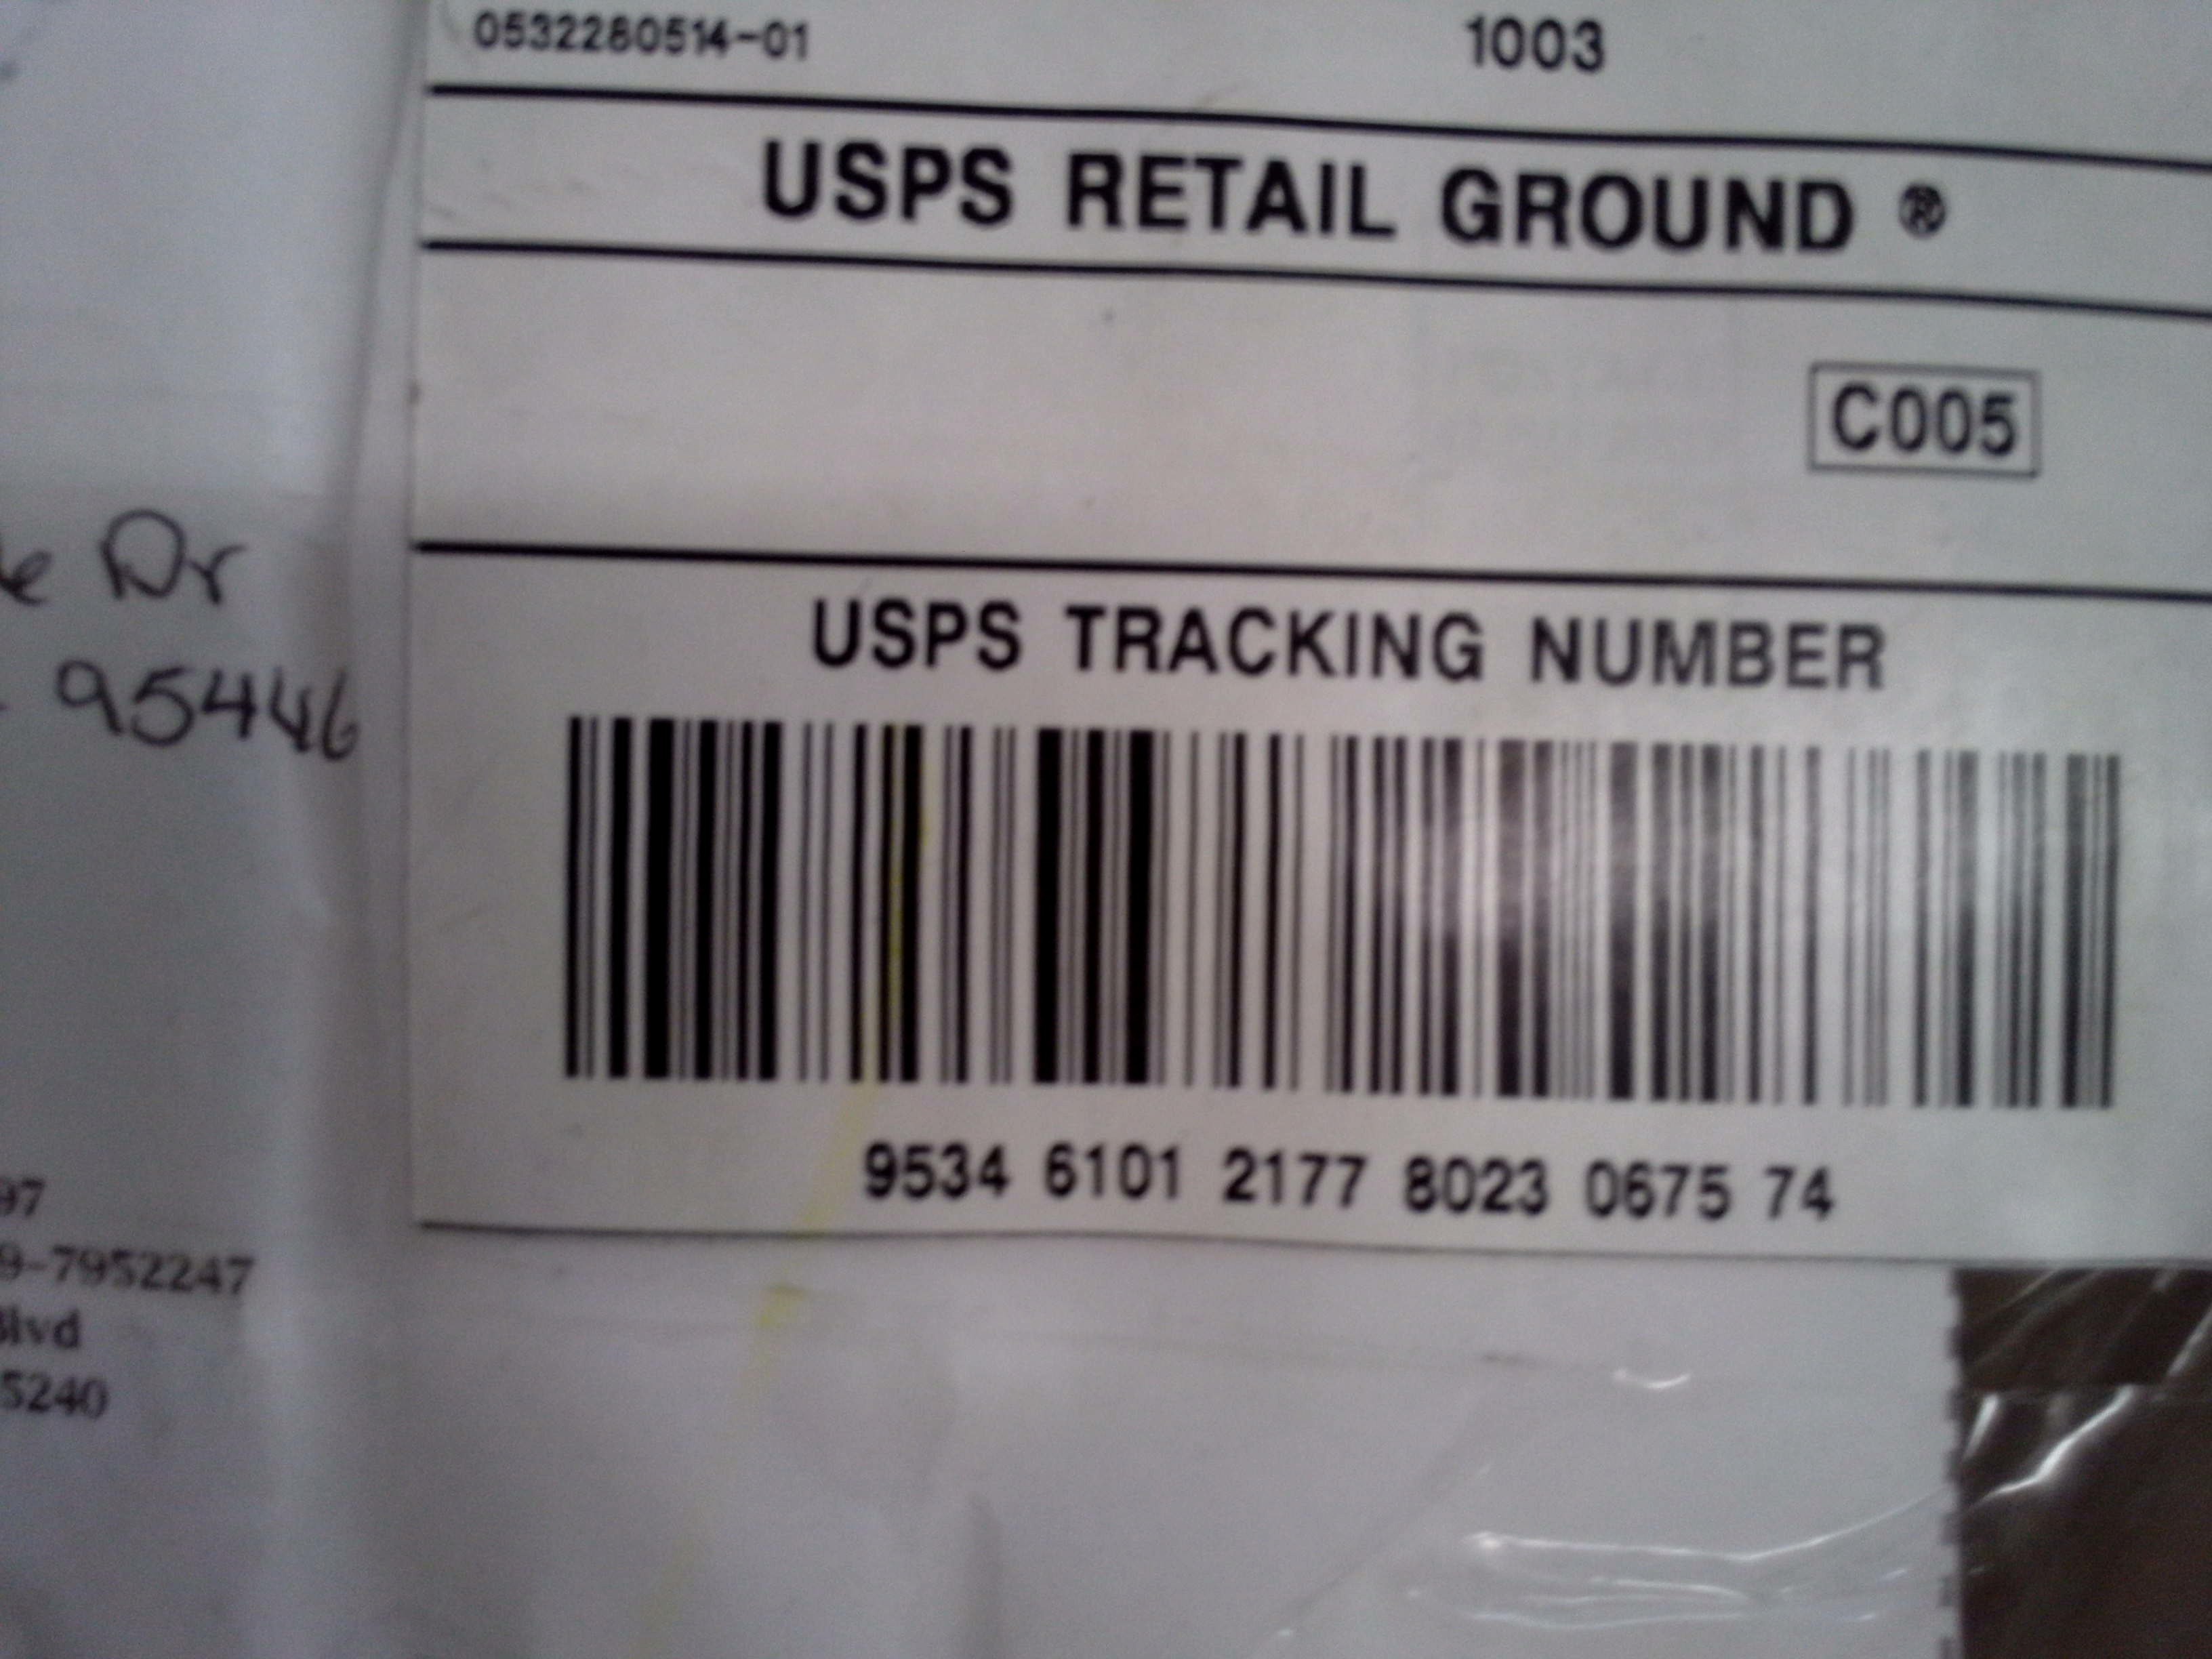 0532280514-01 1003
USPS RETAIL GROUND ®
C005
Dr
95446
USPS TRACKING NUMBER
9534 6101 2177 8023 0675 74
97
9-7952247
Blvd
5240